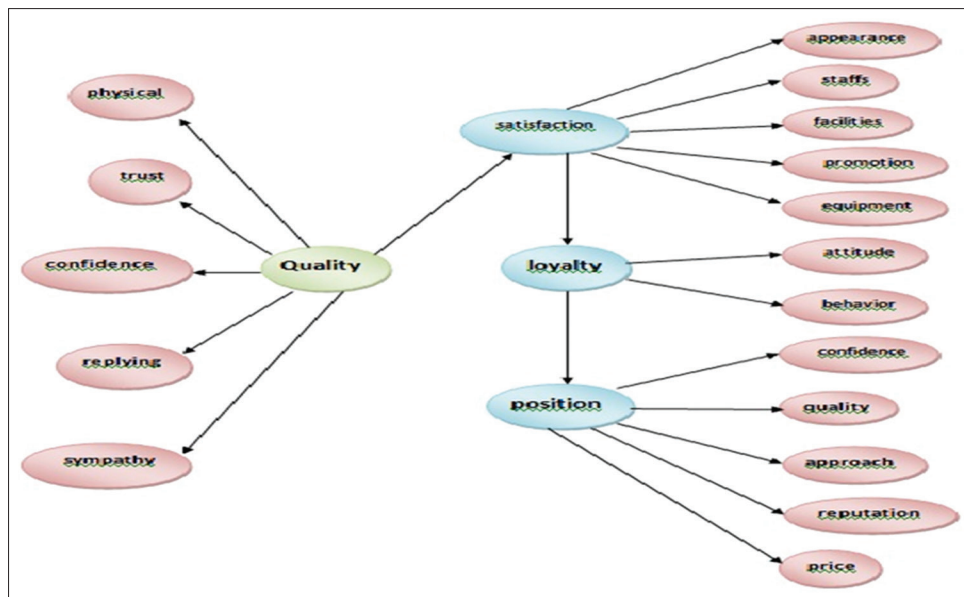 physical
trust
confidence
replying
sympathy
Quality
satisfaction
loyalty
position
appearance
staffs
facilities
promotion
equipment
attitude
behavior
confidence
quality
approach
reputation
price